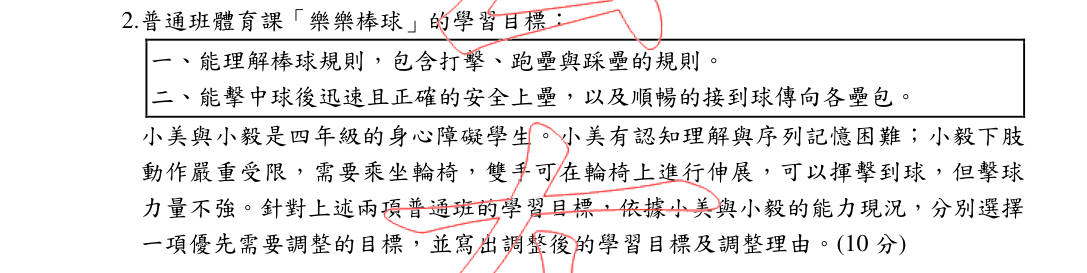 2.普通班體育課「樂樂棒球」的學習目標：
一、能理解棒球規則，包含打擊、跑壘與踩壘的規則。
二、能擊中球後迅速且正確的安全上壘，以及順暢的接到球傳向各壘包。
小美與小毅是四年級的身心障礙學生。小美有認知理解與序列記憶困難；小毅下肢
動作嚴重受限，需要乘坐輪椅，雙手可在輪椅上進行伸展，可以揮擊到球，但擊球
力量不強。針對上述兩項普通班的學習目標，依據小美與小毅的能力現況，分別選擇
一項優先需要調整的目標，並寫出調整後的學習目標及調整理由。(10 分)